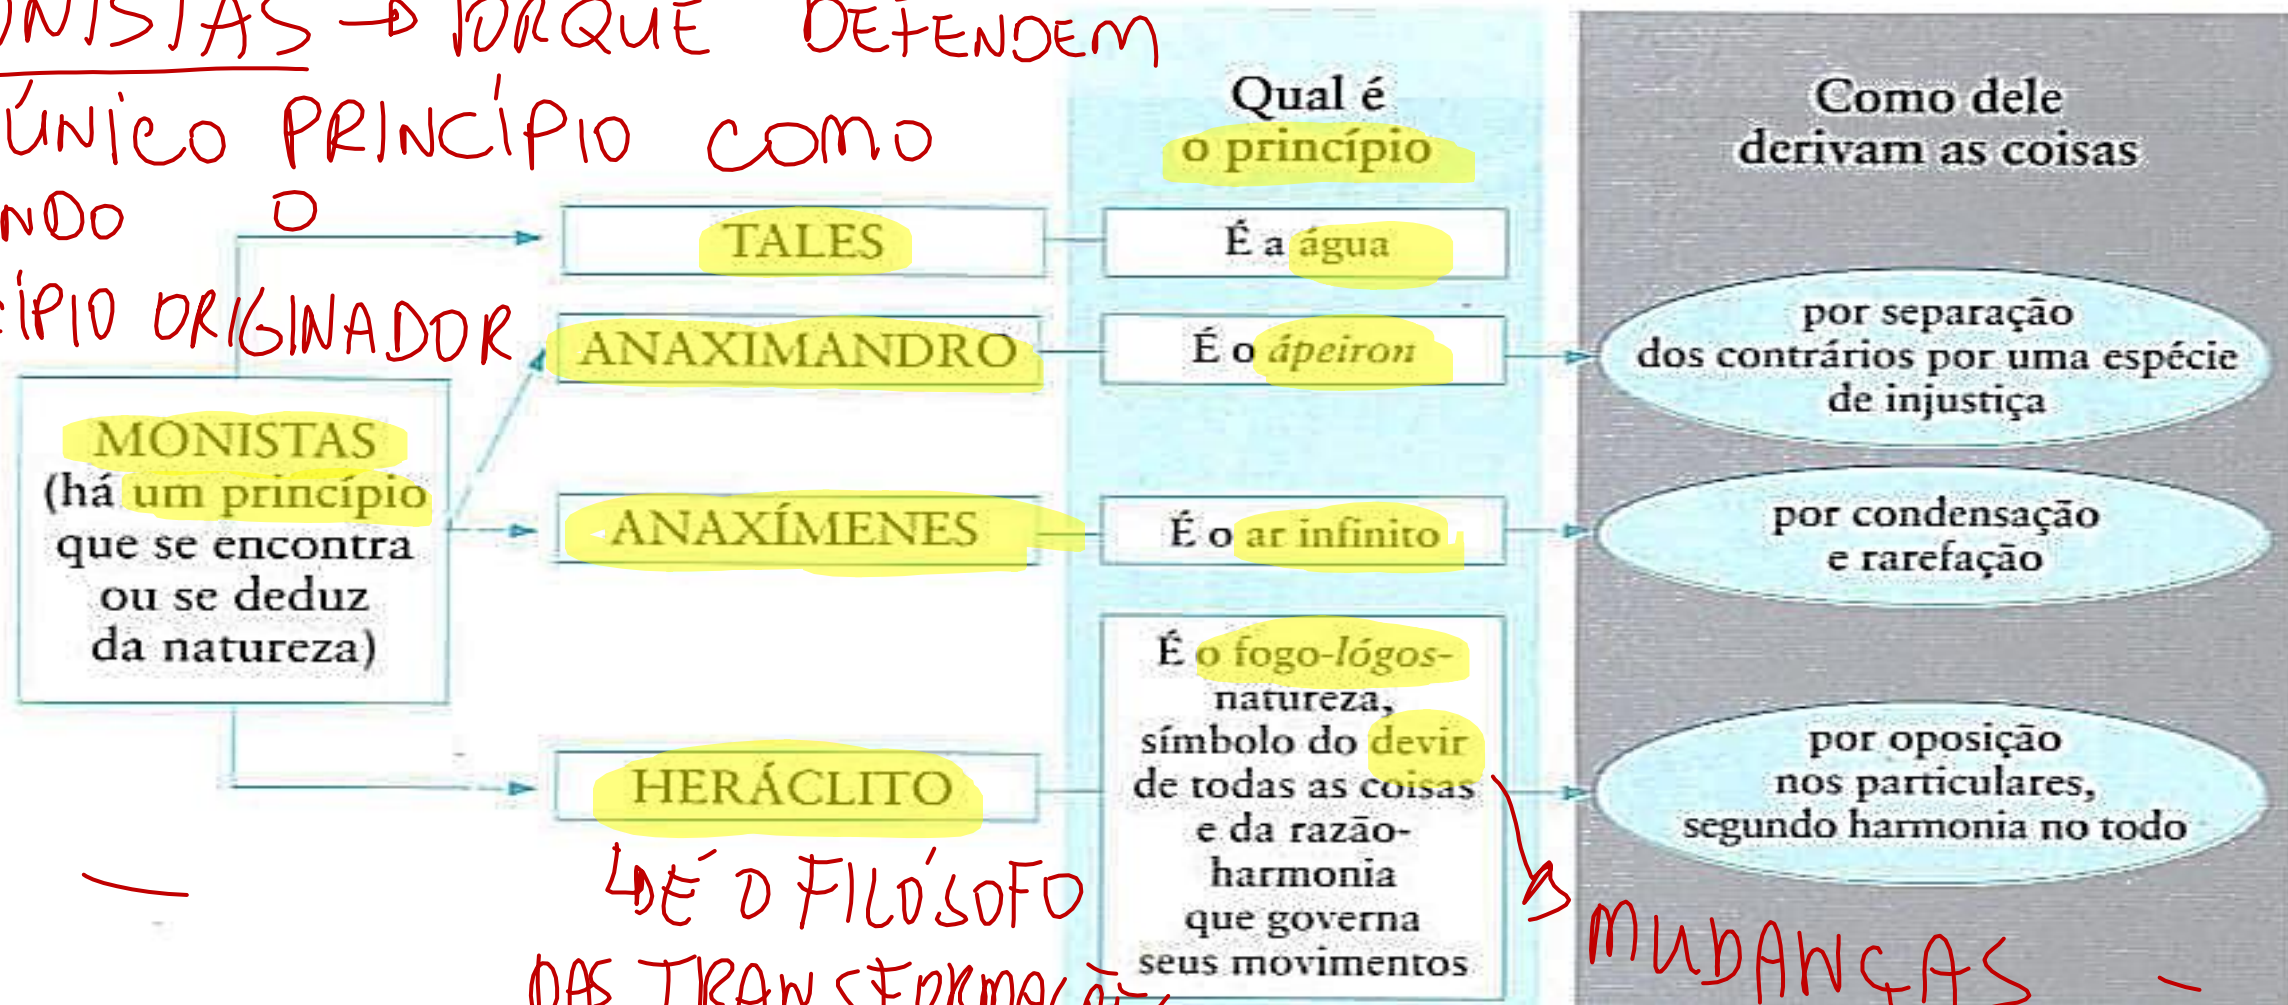 PORQUE DEFENDEM
ÚNICO PRINCÍPIO COMO
O
ORIGINADOR
Qual é
o princípio
Como dele
derivam as coisas
TALES
É a água
ANAXIMANDRO
É o ápeiron
por separação
dos contrários por uma espécie
de injustiça
MONISTAS
(há um princípio
que se encontra
ou se deduz
da natureza)
ANAXÍMENES
É o ar infinito
por condensação
e rarefação
HERÁCLITO
É o fogo-lógos-
natureza,
símbolo do devir
de todas as coisas
e da razão-
harmonia
que governa
seus movimentos
por oposição
nos particulares,
segundo harmonia no todo
É O FILÓSOFO
DAS TRANSFORMAÇÕES
MUDANÇAS